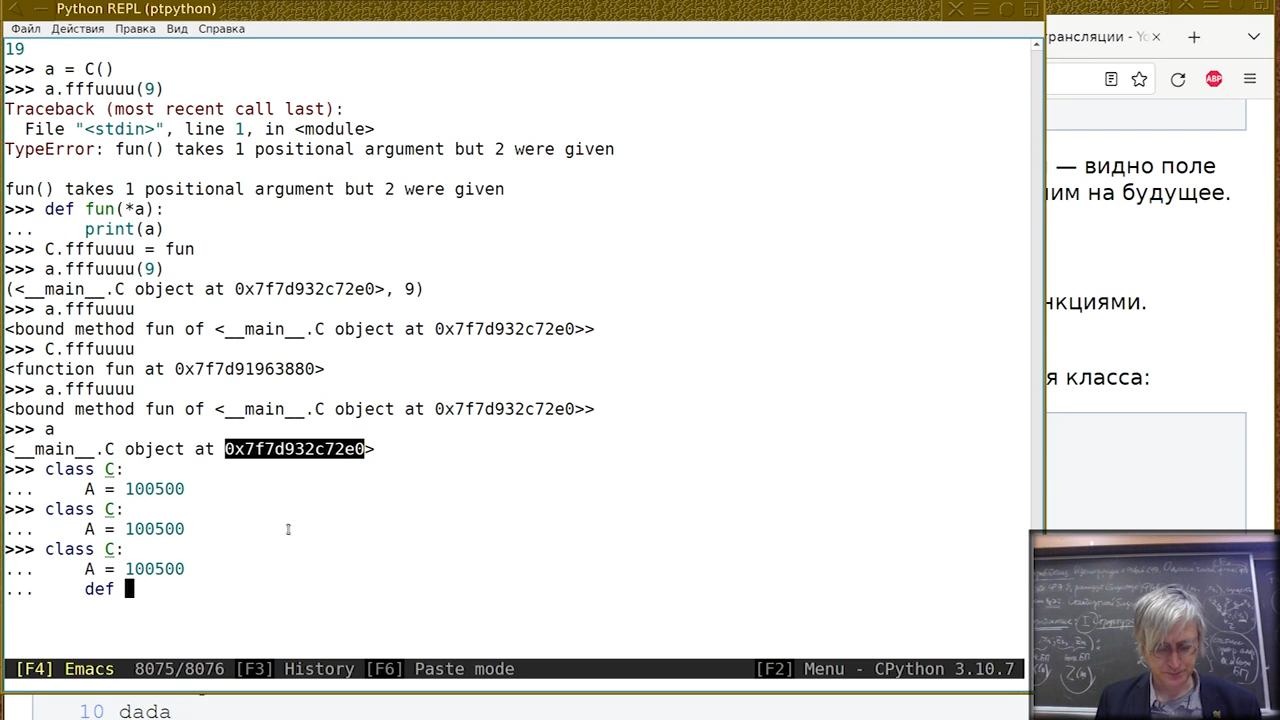 Python REPL (ptpython)
Файл Действия Правка Вид Справка
19
>>> a = C()
>>> a.fffuuuu(9)
Traceback (most recent call last):
  File "<stdin>", line 1, in <module>
TypeError: fun() takes 1 positional argument but 2 were given
fun() takes 1 positional argument but 2 were given
>>> def fun(*a):
...     print(a)
>>> C.fffuuuu = fun
>>> a.fffuuuu(9)
(<__main__.C object at 0x7f7d932c72e0>, 9)
>>> a.fffuuuu
<bound method fun of <__main__.C object at 0x7f7d932c72e0>>
>>> C.fffuuuu
<function fun at 0x7f7d91963880>
>>> a.fffuuuu
<bound method fun of <__main__.C object at 0x7f7d932c72e0>>
>>> a
<__main__.C object at 0x7f7d932c72e0>
>>> class C:
...     A = 100500
>>> class C:
...     A = 100500
>>> class C:
...     A = 100500
...     def
[F4] Emacs 8075/8076 [F3] History [F6] Paste mode [F2] Menu - CPython 3.10.7
трансляции - Yo
ABP
— видно поле
им на будущее.
нкциями.
я класса:
10 dada